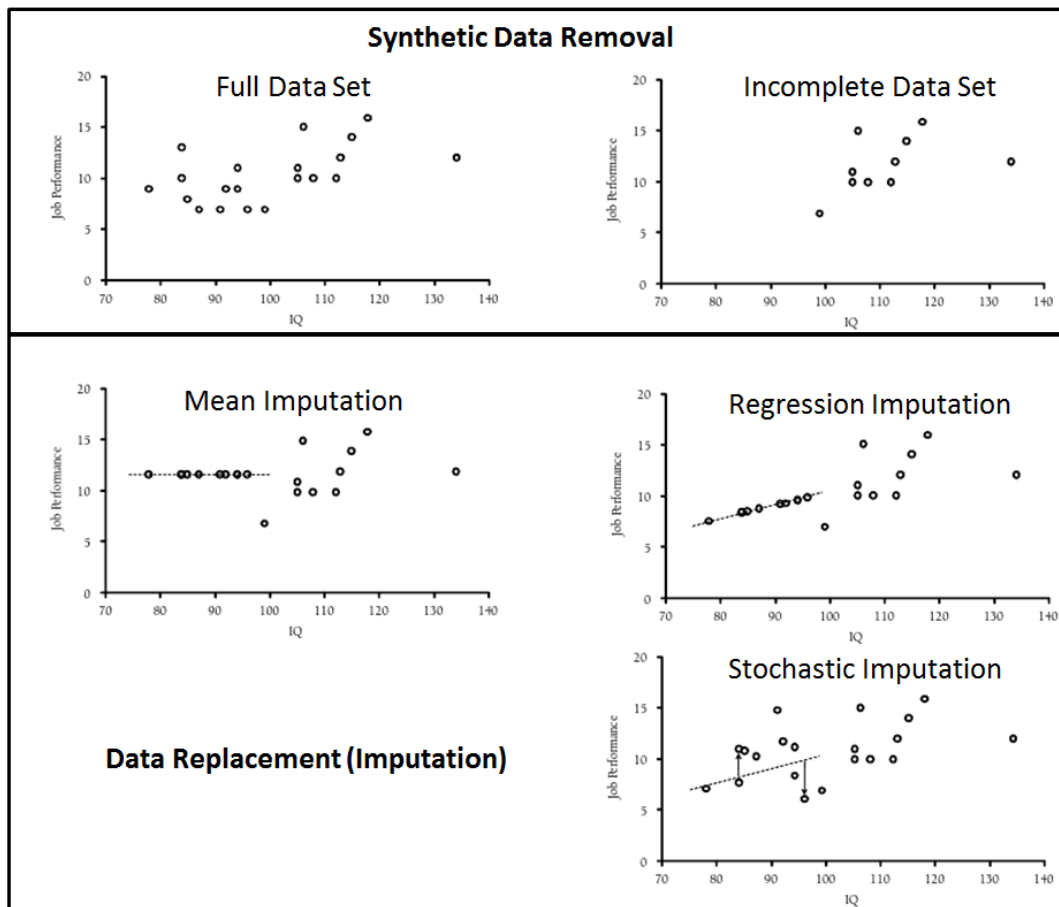 Synthetic Data Removal
Full Data Set
20
15
10
5
0
Job Performance
70 80 90 100 110 120 130 140
IQ
Incomplete Data Set
20
15
10
5
0
Job Performance
70 80 90 100 110 120 130 140
IQ
Mean Imputation
20
15
10
5
0
Job Performance
70 80 90 100 110 120 130 140
IQ
Regression Imputation
20
15
10
5
0
Job Performance
70 80 90 100 110 120 130 140
IQ
Data Replacement (Imputation)
Stochastic Imputation
20
15
10
5
0
Job Performance
70 80 90 100 110 120 130 140
IQ